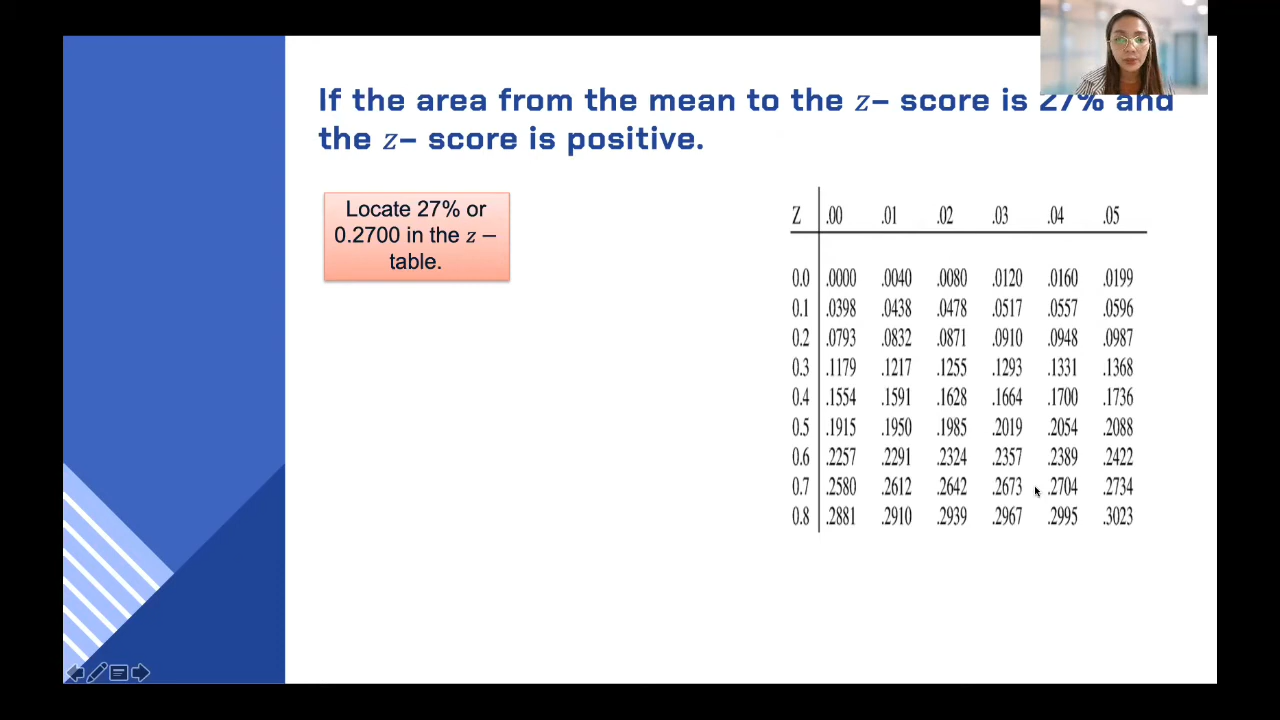 If the area from the mean to the z– score is 27% and
the z– score is positive.
Locate 27% or
0.2700 in the z –
table.
Z .00 .01 .02 .03 .04 .05
0.0 .0000 .0040 .0080 .0120 .0160 .0199
0.1 .0398 .0438 .0478 .0517 .0557 .0596
0.2 .0793 .0832 .0871 .0910 .0948 .0987
0.3 .1179 .1217 .1255 .1293 .1331 .1368
0.4 .1554 .1591 .1628 .1664 .1700 .1736
0.5 .1915 .1950 .1985 .2019 .2054 .2088
0.6 .2257 .2291 .2324 .2357 .2389 .2422
0.7 .2580 .2612 .2642 .2673 .2704 .2734
0.8 .2881 .2910 .2939 .2967 .2995 .3023